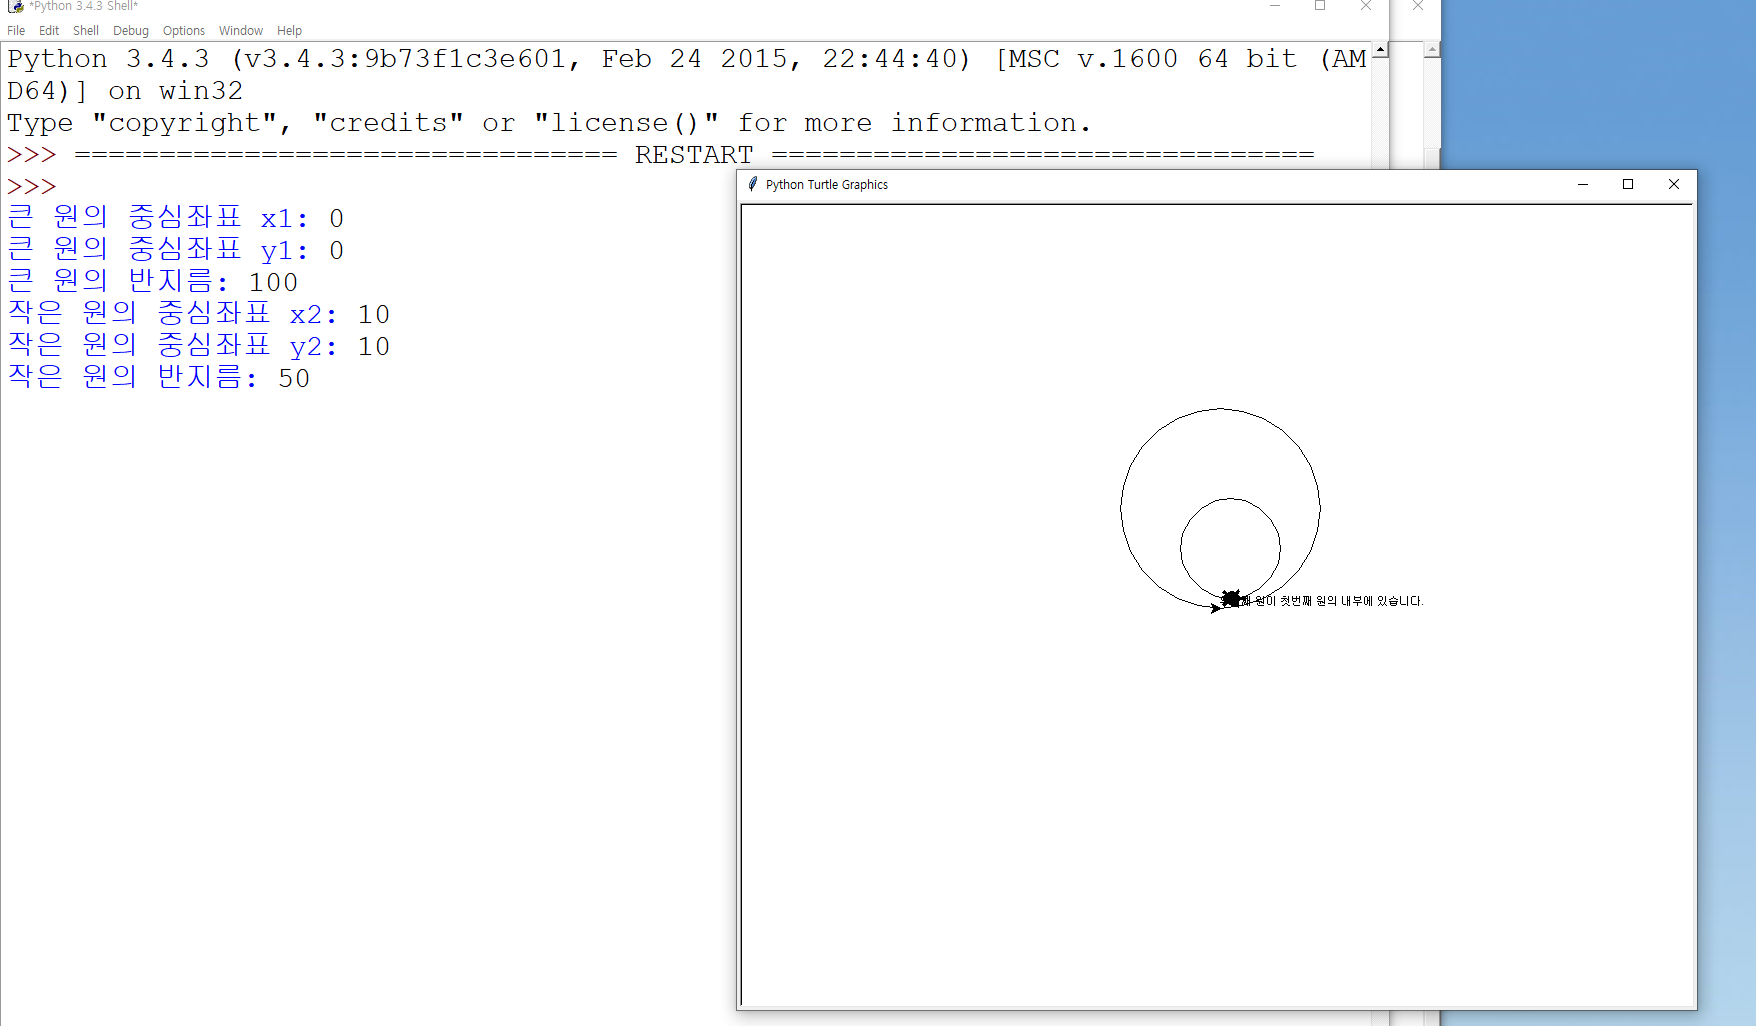 *Python 3.4.3 Shell*
File Edit Shell Debug Options Window Help
Python 3.4.3 (v3.4.3:9b73f1c3e601, Feb 24 2015, 22:44:40) [MSC v.1600 64 bit (AM
D64)] on win32
Type "copyright", "credits" or "license()" for more information.
>>> ================================ RESTART ================================
>>>
큰 원의 중심좌표 x1: 0
큰 원의 중심좌표 y1: 0
큰 원의 반지름: 100
작은 원의 중심좌표 x2: 10
작은 원의 중심좌표 y2: 10
작은 원의 반지름: 50
Python Turtle Graphics
원이 첫번째 원의 내부에 있습니다.